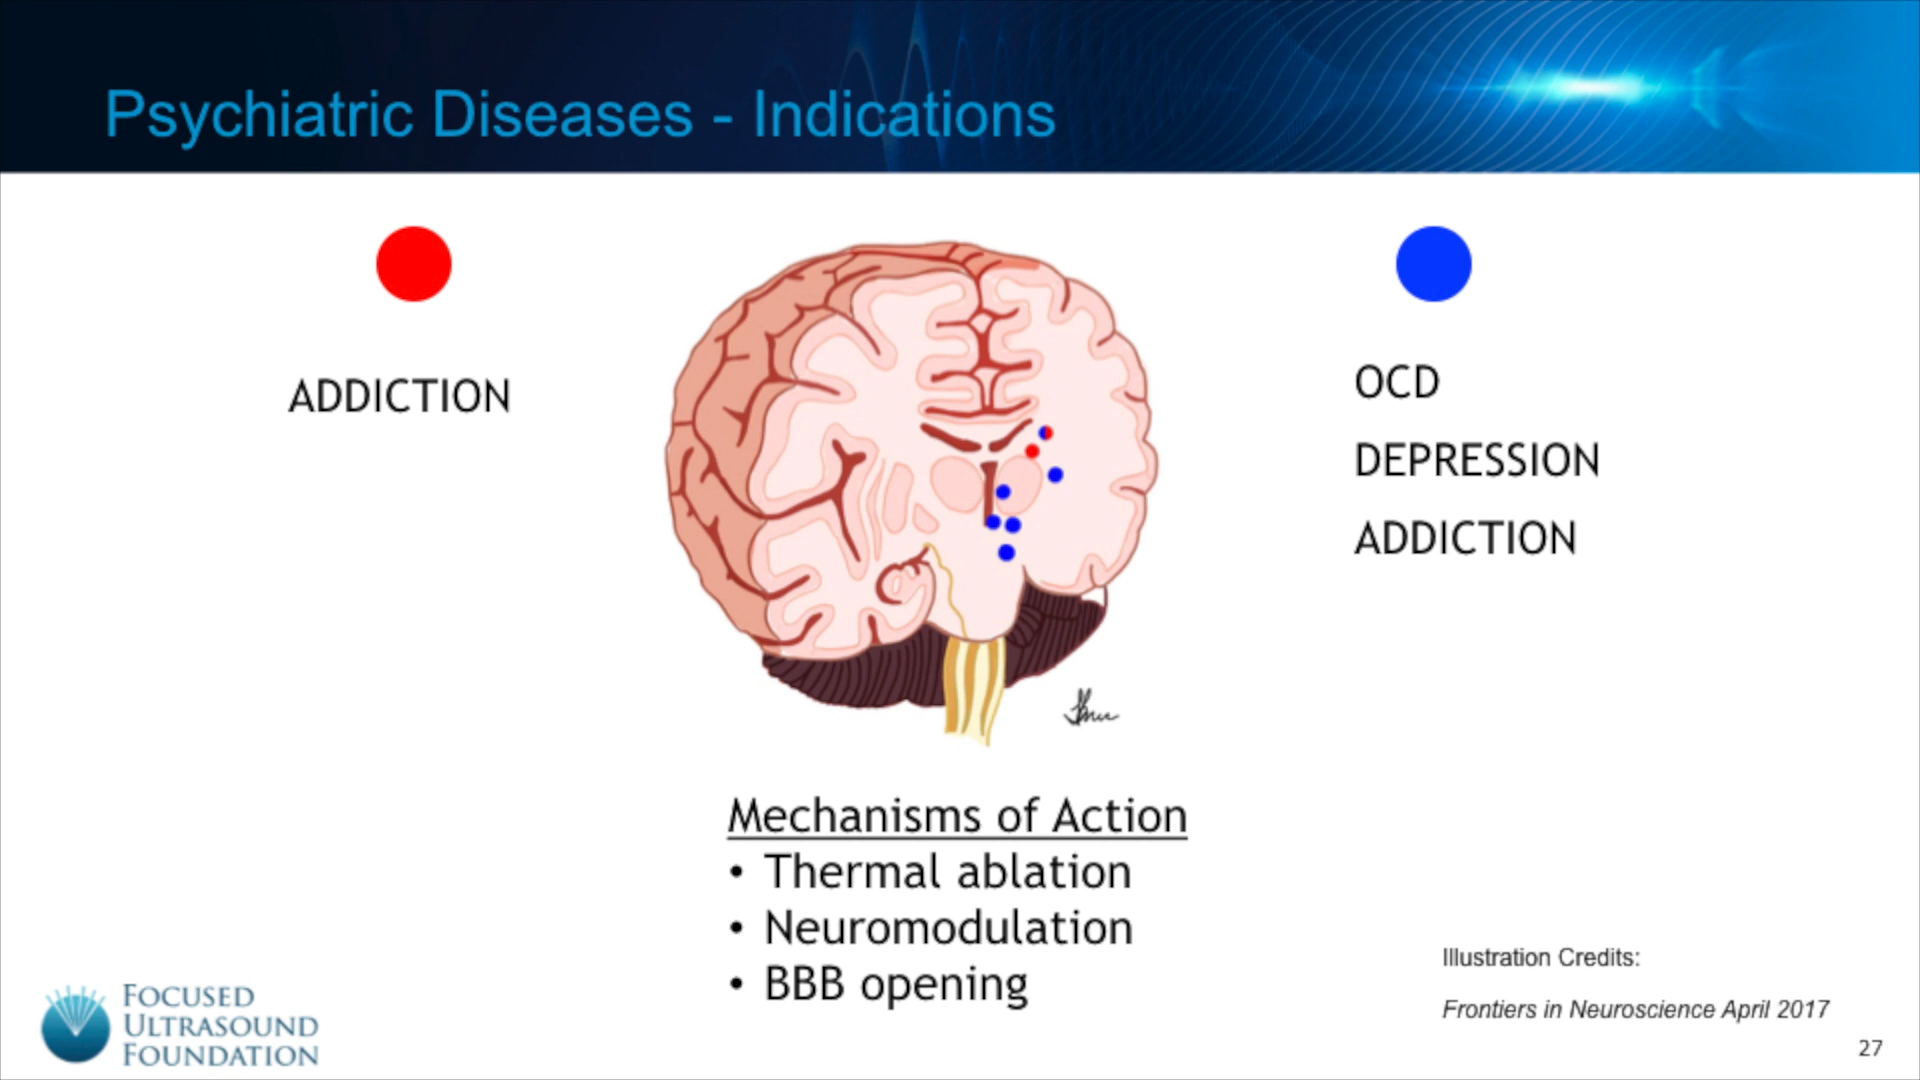 Psychiatric Diseases - Indications
ADDICTION
OCD
DEPRESSION
ADDICTION
Mechanisms of Action
• Thermal ablation
• Neuromodulation
• BBB opening
Illustration Credits:
Frontiers in Neuroscience April 2017
FOCUSED
ULTRASOUND
FOUNDATION
27